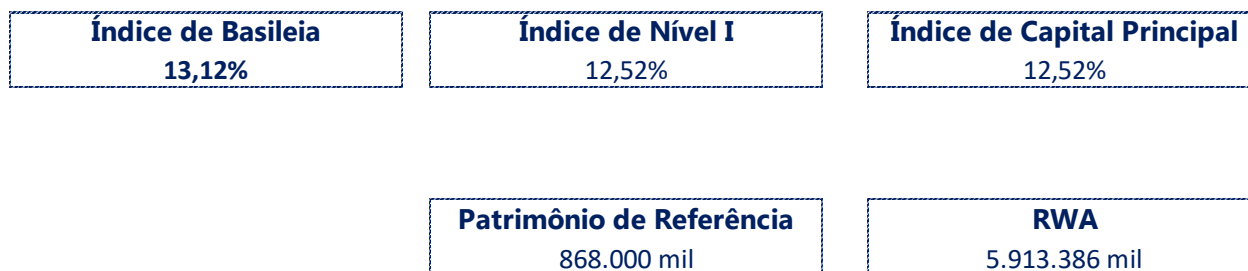 Índice de Basileia
13,12%
Índice de Nível I
12,52%
Índice de Capital Principal
12,52%
Patrimônio de Referência
868.000 mil
RWA
5.913.386 mil